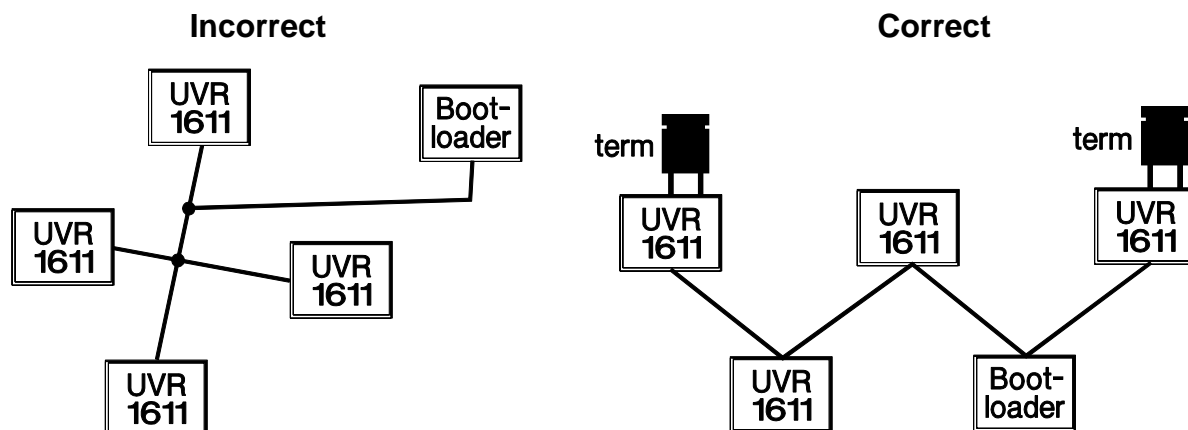 Incorrect
UVR
1611
Boot-
loader
UVR
1611
UVR
1611
UVR
1611
Correct
term
term
UVR
1611
UVR
1611
UVR
1611
UVR
1611
Boot-
loader